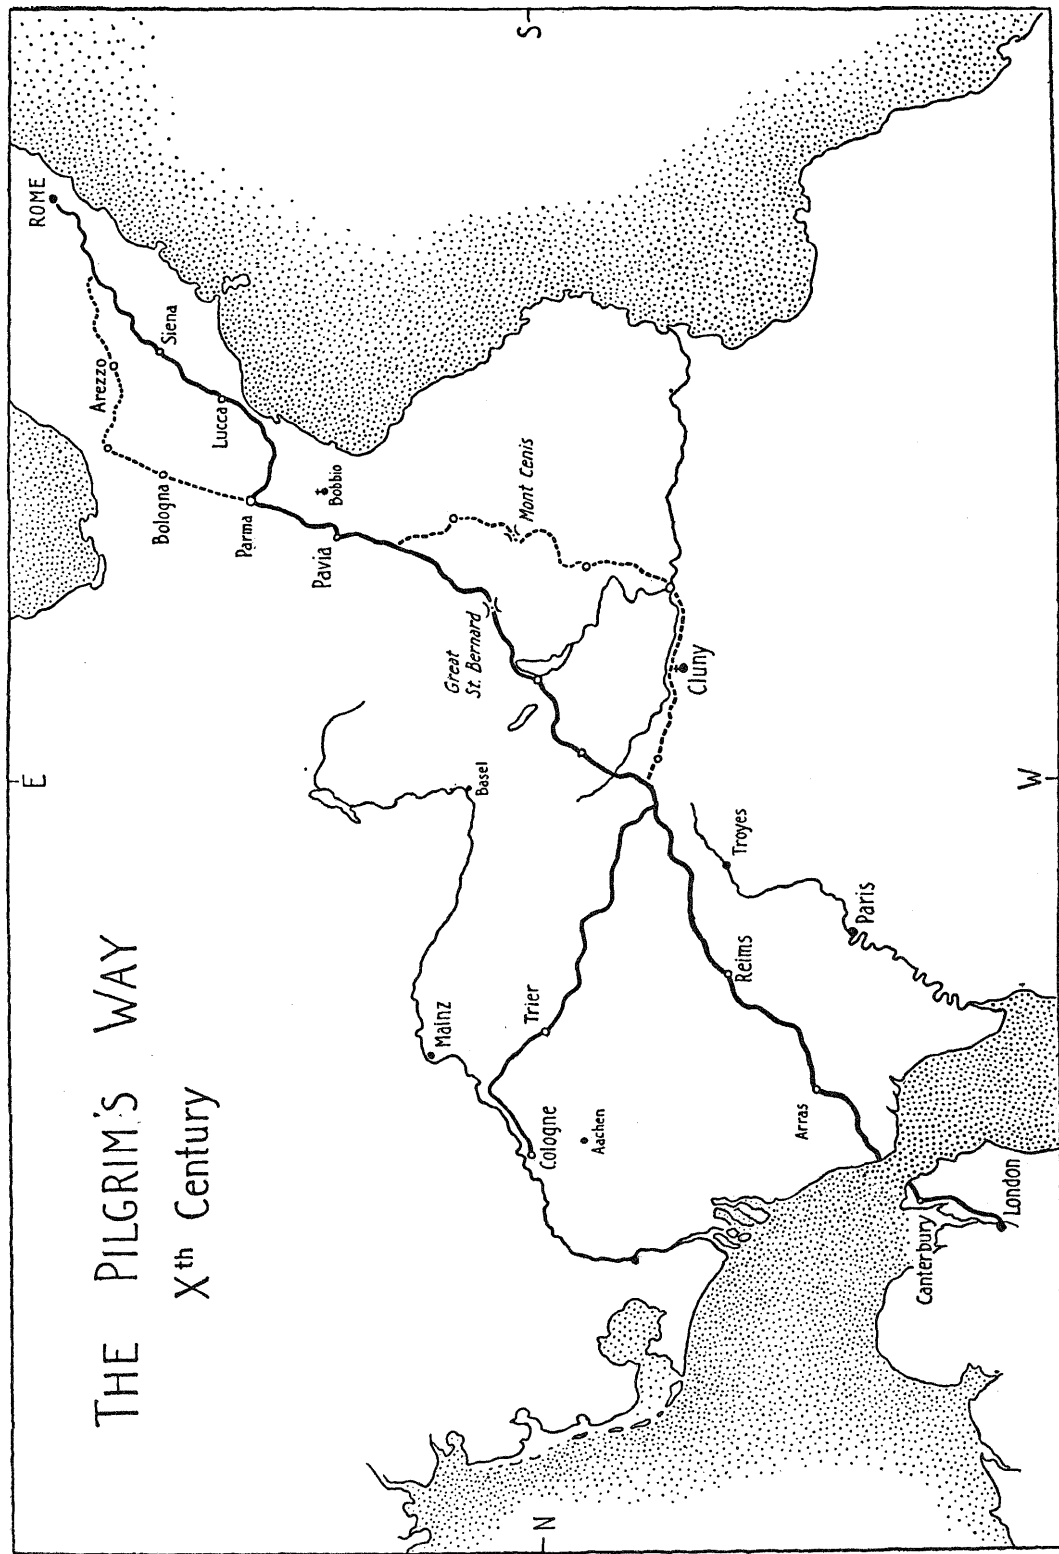 THE PILGRIM'S WAY
Xth Century
E
S
N
W
ROME
Siena
Arezzo
Lucca
Bologna
Parma
Bobbio
Pavia
Mont Cenis
Great
St. Bernard
Cluny
Basel
Troyes
Paris
Reims
Mainz
Trier
Cologne
Aachen
Arras
Canterbury
London